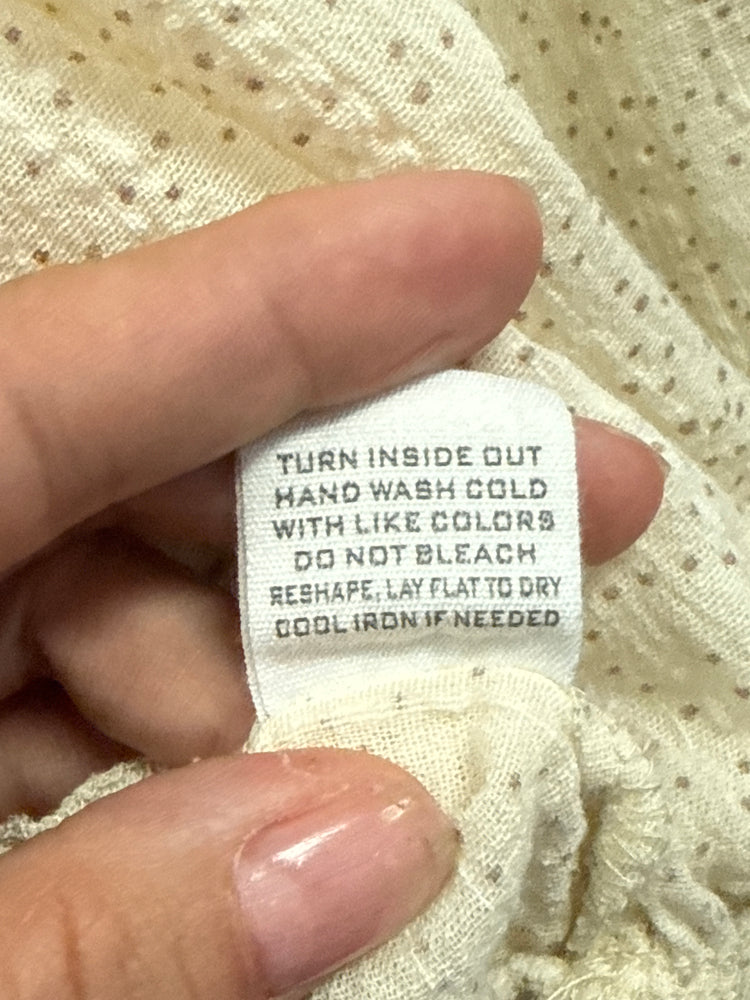 TURN INSIDE OUT
HAND WASH COLD
WITH LIKE COLORS
DO NOT BLEACH
RESHAPE, LAY FLAT TO DRY
COOL IRON IF NEEDED